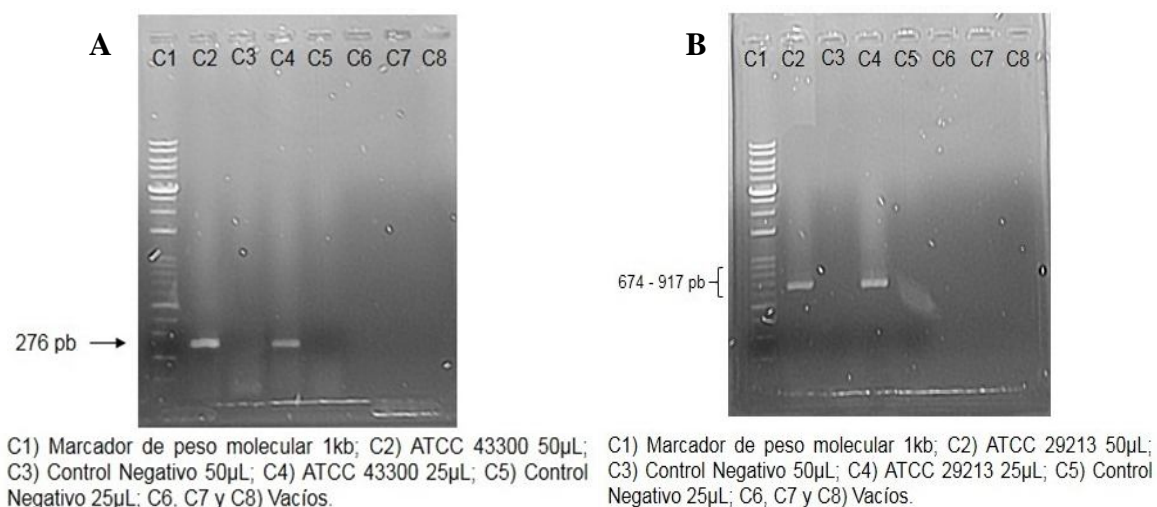 A
C1 C2 C3 C4 C5 C6 C7 C8
276 pb
C1) Marcador de peso molecular 1kb; C2) ATCC 43300 50µL;
C3) Control Negativo 50µL; C4) ATCC 43300 25µL; C5) Control
Negativo 25µL; C6, C7 y C8) Vacíos.
B
C1 C2 C3 C4 C5 C6 C7 C8
674 - 917 pb
C1) Marcador de peso molecular 1kb; C2) ATCC 29213 50µL;
C3) Control Negativo 50µL; C4) ATCC 29213 25µL; C5) Control
Negativo 25µL; C6, C7 y C8) Vacíos.